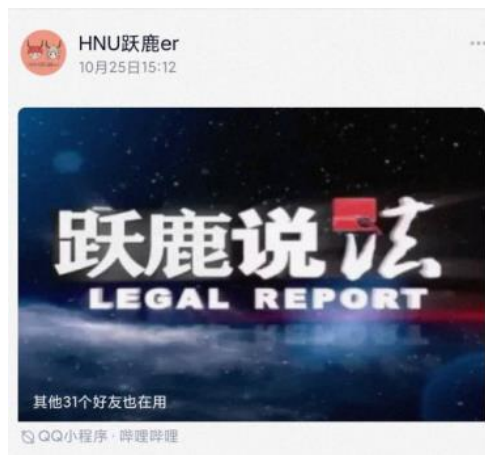 HNU跃鹿er
10月25日15:12
跃鹿说法
LEGAL REPORT
其他31个好友也在用
QQ小程序·哔哩哔哩